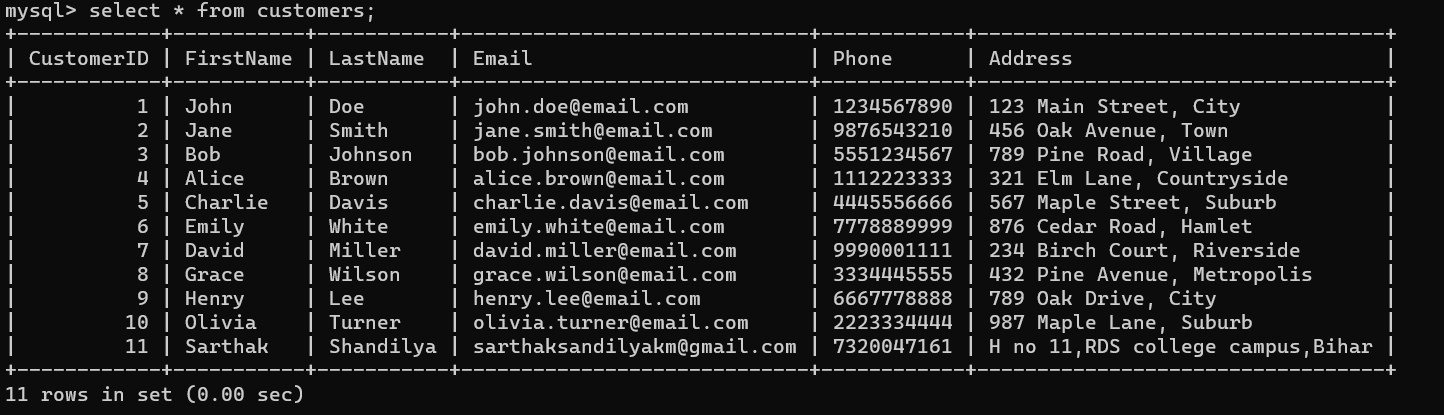 mysql> select * from customers;
+------------+-----------+-----------+-----------------------------+------------+----------------------------------+
| CustomerID | FirstName | LastName  | Email                       | Phone      | Address                          |
+------------+-----------+-----------+-----------------------------+------------+----------------------------------+
|          1 | John      | Doe       | john.doe@email.com          | 1234567890 | 123 Main Street, City            |
|          2 | Jane      | Smith     | jane.smith@email.com        | 9876543210 | 456 Oak Avenue, Town             |
|          3 | Bob       | Johnson   | bob.johnson@email.com       | 5551234567 | 789 Pine Road, Village           |
|          4 | Alice     | Brown     | alice.brown@email.com       | 1112223333 | 321 Elm Lane, Countryside        |
|          5 | Charlie   | Davis     | charlie.davis@email.com     | 4445556666 | 567 Maple Street, Suburb         |
|          6 | Emily     | White     | emily.white@email.com       | 7778889999 | 876 Cedar Road, Hamlet           |
|          7 | David     | Miller    | david.miller@email.com      | 9990001111 | 234 Birch Court, Riverside       |
|          8 | Grace     | Wilson    | grace.wilson@email.com      | 3334445555 | 432 Pine Avenue, Metropolis      |
|          9 | Henry     | Lee       | henry.lee@email.com         | 6667778888 | 789 Oak Drive, City              |
|         10 | Olivia    | Turner    | olivia.turner@email.com     | 2223334444 | 987 Maple Lane, Suburb           |
|         11 | Sarthak   | Shandilya | sarthaksandilyakm@gmail.com | 7320047161 | H no 11,RDS college campus,Bihar |
+------------+-----------+-----------+-----------------------------+------------+----------------------------------+
11 rows in set (0.00 sec)